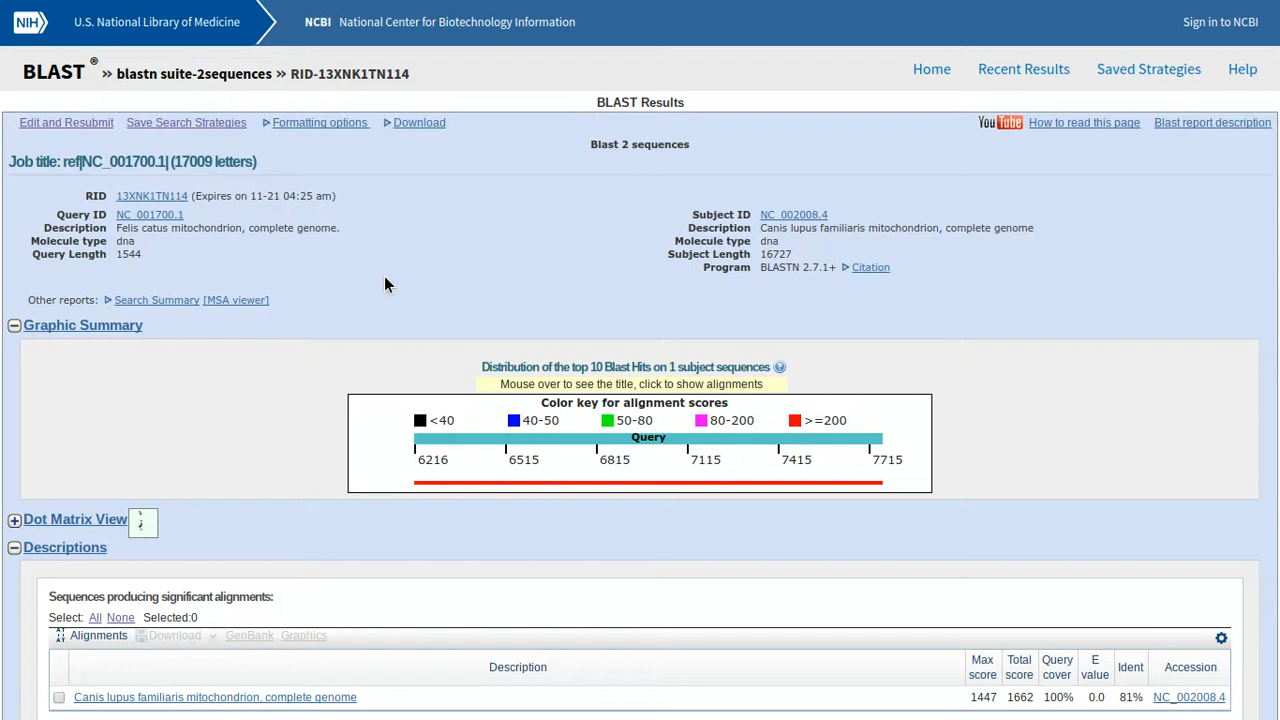 NIH U.S. National Library of Medicine NCBI National Center for Biotechnology Information Sign in to NCBI
BLAST ® » blastn suite-2sequences » RID-13XNK1TN114 Home Recent Results Saved Strategies Help
BLAST Results
Edit and Resubmit Save Search Strategies Formatting options Download YouTube How to read this page Blast report description
Blast 2 sequences
Job title: ref|NC_001700.1| (17009 letters)
RID 13XNK1TN114 (Expires on 11-21 04:25 am)
Query ID NC_001700.1 Subject ID NC_002008.4
Description Felis catus mitochondrion, complete genome. Description Canis lupus familiaris mitochondrion, complete genome
Molecule type dna Molecule type dna
Query Length 1544 Subject Length 16727
Program BLASTN 2.7.1+ Citation
Other reports: Search Summary [MSA viewer]
Graphic Summary
Distribution of the top 10 Blast Hits on 1 subject sequences ?
Mouse over to see the title, click to show alignments
Color key for alignment scores
<40 40-50 50-80 80-200 >=200
Query
6216 6515 6815 7115 7415 7715
Dot Matrix View
Descriptions
Sequences producing significant alignments:
Select: All None Selected:0
Alignments Download GenBank Graphics
Description Max score Total score Query cover E value Ident Accession
Canis lupus familiaris mitochondrion, complete genome 1447 1662 100% 0.0 81% NC_002008.4